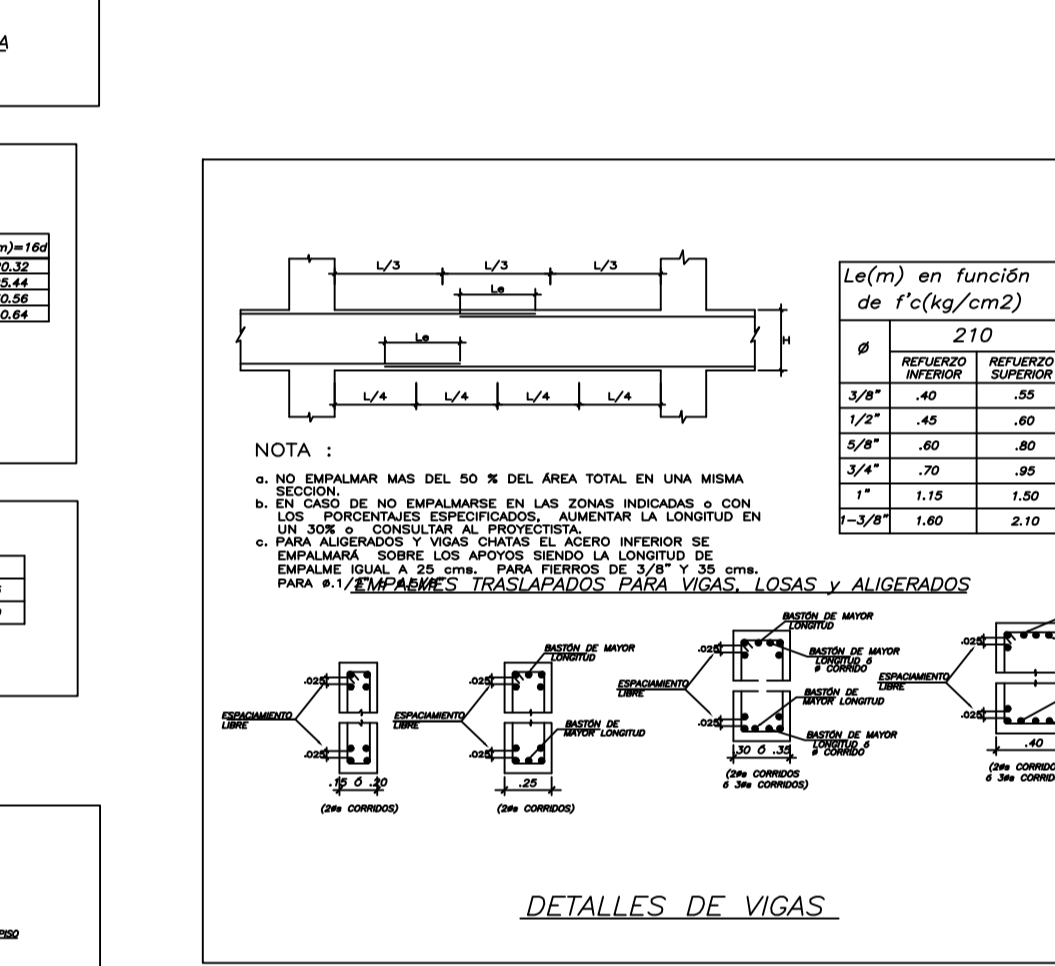 A
m)=16d
0.32
5.44
0.56
0.64
PISO
L/3 L/3 L/3
Le
Le
H
L/4 L/4 L/4 L/4
Le(m) en función
de f'c(kg/cm2)
ø 210
REFUERZO INFERIOR REFUERZO SUPERIOR
3/8" .40 .55
1/2" .45 .60
5/8" .60 .80
3/4" .70 .95
1" 1.15 1.50
1-3/8" 1.60 2.10
NOTA :
a. NO EMPALMAR MAS DEL 50 % DEL ÁREA TOTAL EN UNA MISMA
SECCION.
b. EN CASO DE NO EMPALMARSE EN LAS ZONAS INDICADAS o CON
LOS PORCENTAJES ESPECIFICADOS, AUMENTAR LA LONGITUD EN
UN 30% o CONSULTAR AL PROYECTISTA.
c. PARA ALIGERADOS Y VIGAS CHATAS EL ACERO INFERIOR SE
EMPALMARÁ SOBRE LOS APOYOS SIENDO LA LONGITUD DE
EMPALME IGUAL A 25 cms. PARA FIERROS DE 3/8" Y 35 cms.
PARA ø.1/2"
EMPALMES TRASLAPADOS PARA VIGAS, LOSAS y ALIGERADOS
.025
ESPACIAMIENTO
LIBRE
.025
.15 ó .20
(2øs CORRIDOS)
BASTÓN DE MAYOR
LONGITUD
.025
ESPACIAMIENTO
LIBRE
BASTÓN DE
MAYOR LONGITUD
.025
.25
(2øs CORRIDOS)
BASTÓN DE MAYOR
LONGITUD
.025
BASTÓN DE MAYOR
LONGITUD ó
ø CORRIDO
ESPACIAMIENTO
LIBRE
BASTÓN DE
MAYOR LONGITUD
.025
BASTÓN DE MAYOR
LONGITUD ó
ø CORRIDO
.30 ó .35
(2øs CORRIDOS
ó 3øs CORRIDOS)
.025
ESPACIAMIENTO
LIBRE
.025
.40
(2øs CORRIDO
ó 3øs CORRID
DETALLES DE VIGAS